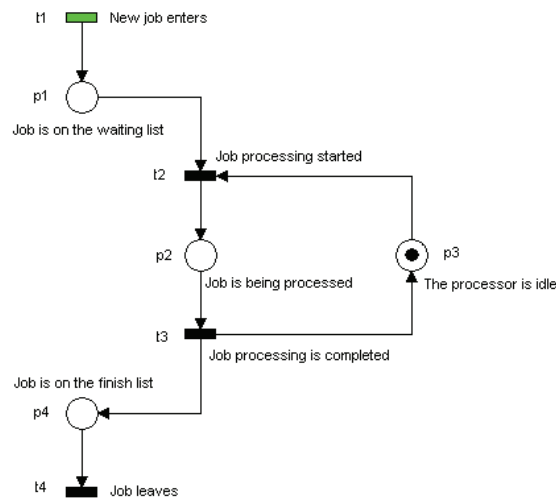 t1 New job enters
p1
Job is on the waiting list
Job processing started
t2
p2
p3
Job is being processed
The processor is idle
t3
Job processing is completed
Job is on the finish list
p4
t4 Job leaves